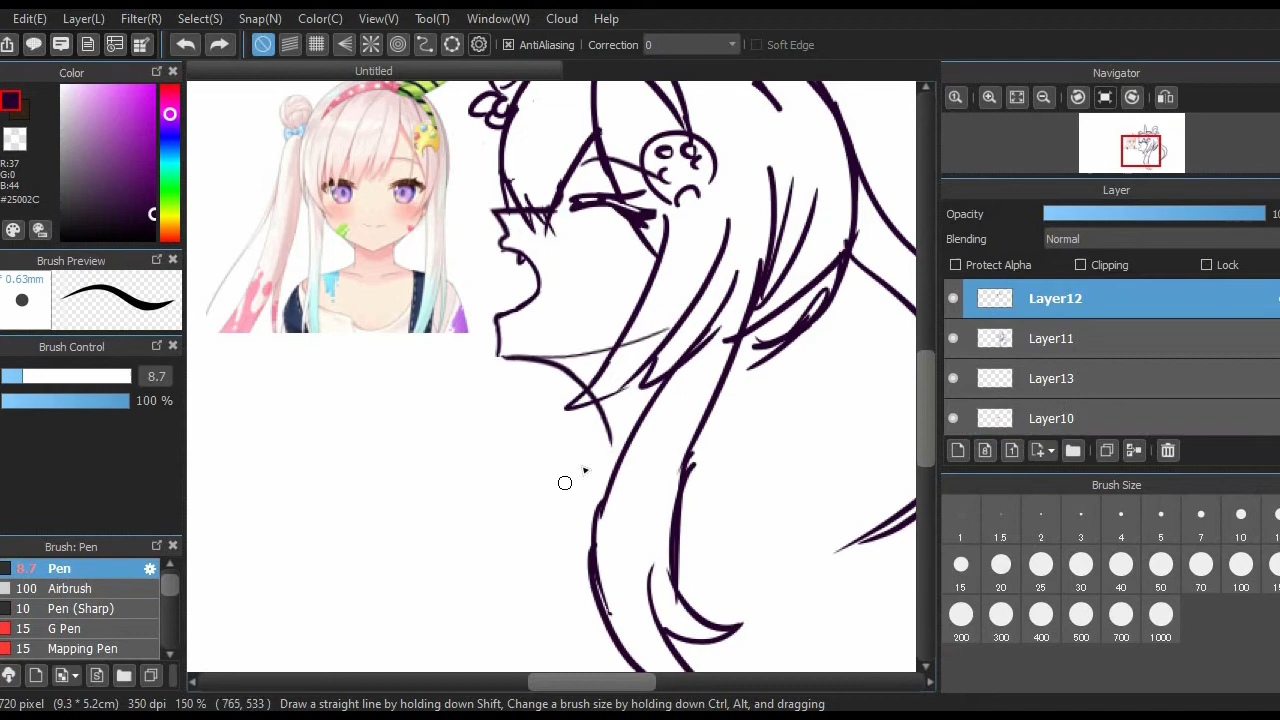 Edit(E) Layer(L) Filter(R) Select(S) Snap(N) Color(C) View(V) Tool(T) Window(W) Cloud Help
AntiAliasing Correction 0 Soft Edge
Color
Untitled
Navigator
R:37
G:0
B:44
#25002C
Layer
Opacity
Blending Normal
Protect Alpha Clipping Lock
Brush Preview
0.63mm
Layer12
Layer11
Layer13
Layer10
Brush Control
8.7
100 %
Brush Size
1 1.5 2 3 4 5 7 10
15 20 25 30 40 50 70 100
200 300 400 500 700 1000
Brush: Pen
8.7 Pen
100 Airbrush
10 Pen (Sharp)
15 G Pen
15 Mapping Pen
720 pixel (9.3 * 5.2cm) 350 dpi 150 % ( 765, 533 ) Draw a straight line by holding down Shift, Change a brush size by holding down Ctrl, Alt, and dragging